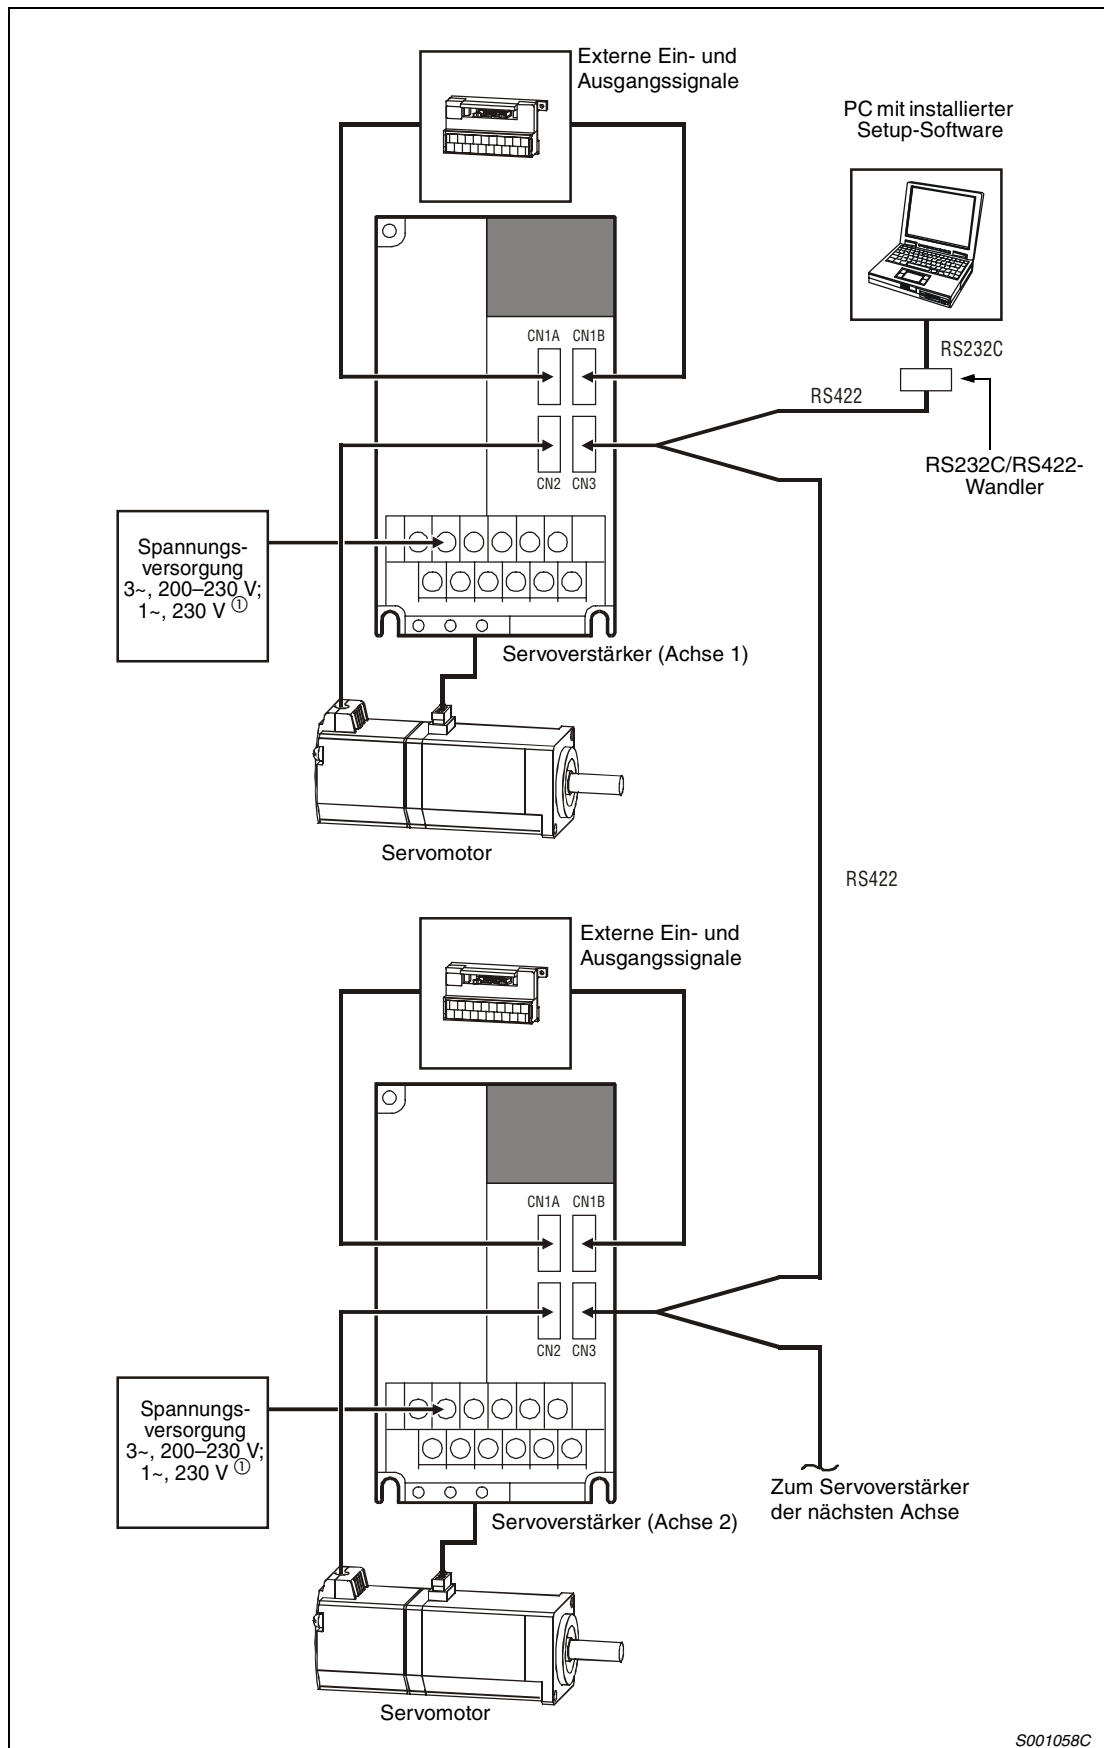 Externe Ein- und
Ausgangssignale
PC mit installierter
Setup-Software
CN1A CN1B
RS232C
RS422
RS232C/RS422-
Wandler
CN2 CN3
Spannungs-
versorgung
3~, 200–230 V;
1~, 230 V ①
Servoverstärker (Achse 1)
Servomotor
RS422
Externe Ein- und
Ausgangssignale
CN1A CN1B
CN2 CN3
Spannungs-
versorgung
3~, 200–230 V;
1~, 230 V ①
Zum Servoverstärker
der nächsten Achse
Servoverstärker (Achse 2)
Servomotor
S001058C